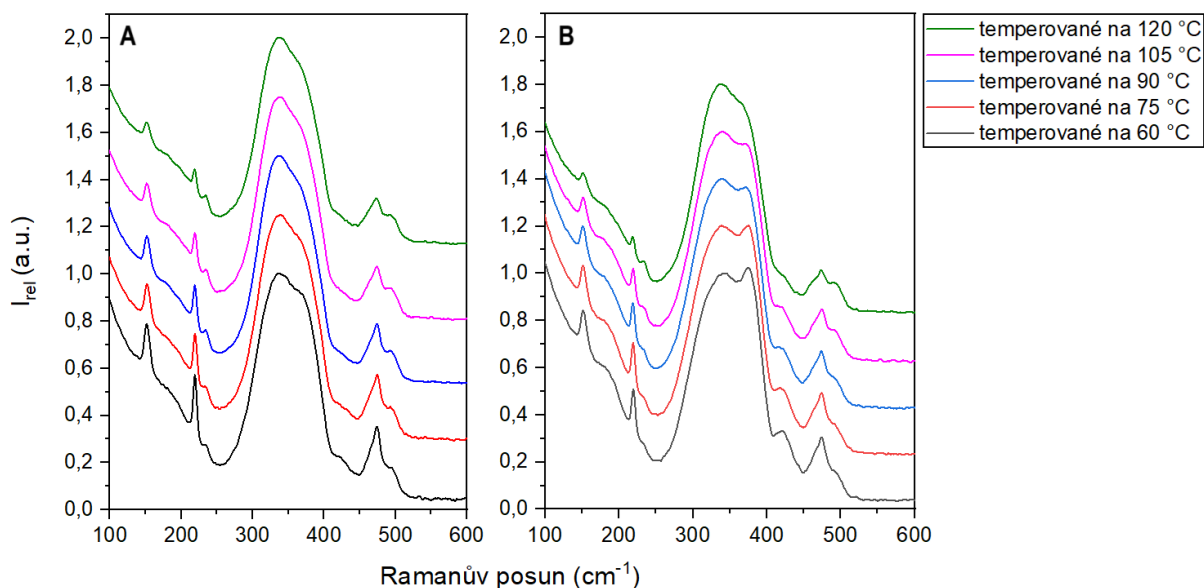 A
B
2,0
1,8
1,6
1,4
1,2
1,0
0,8
0,6
0,4
0,2
0,0
2,0
1,8
1,6
1,4
1,2
1,0
0,8
0,6
0,4
0,2
0,0
I_rel (a.u.)
100 200 300 400 500 600
100 200 300 400 500 600
Ramanův posun (cm⁻¹)
temperované na 120 °C
temperované na 105 °C
temperované na 90 °C
temperované na 75 °C
temperované na 60 °C